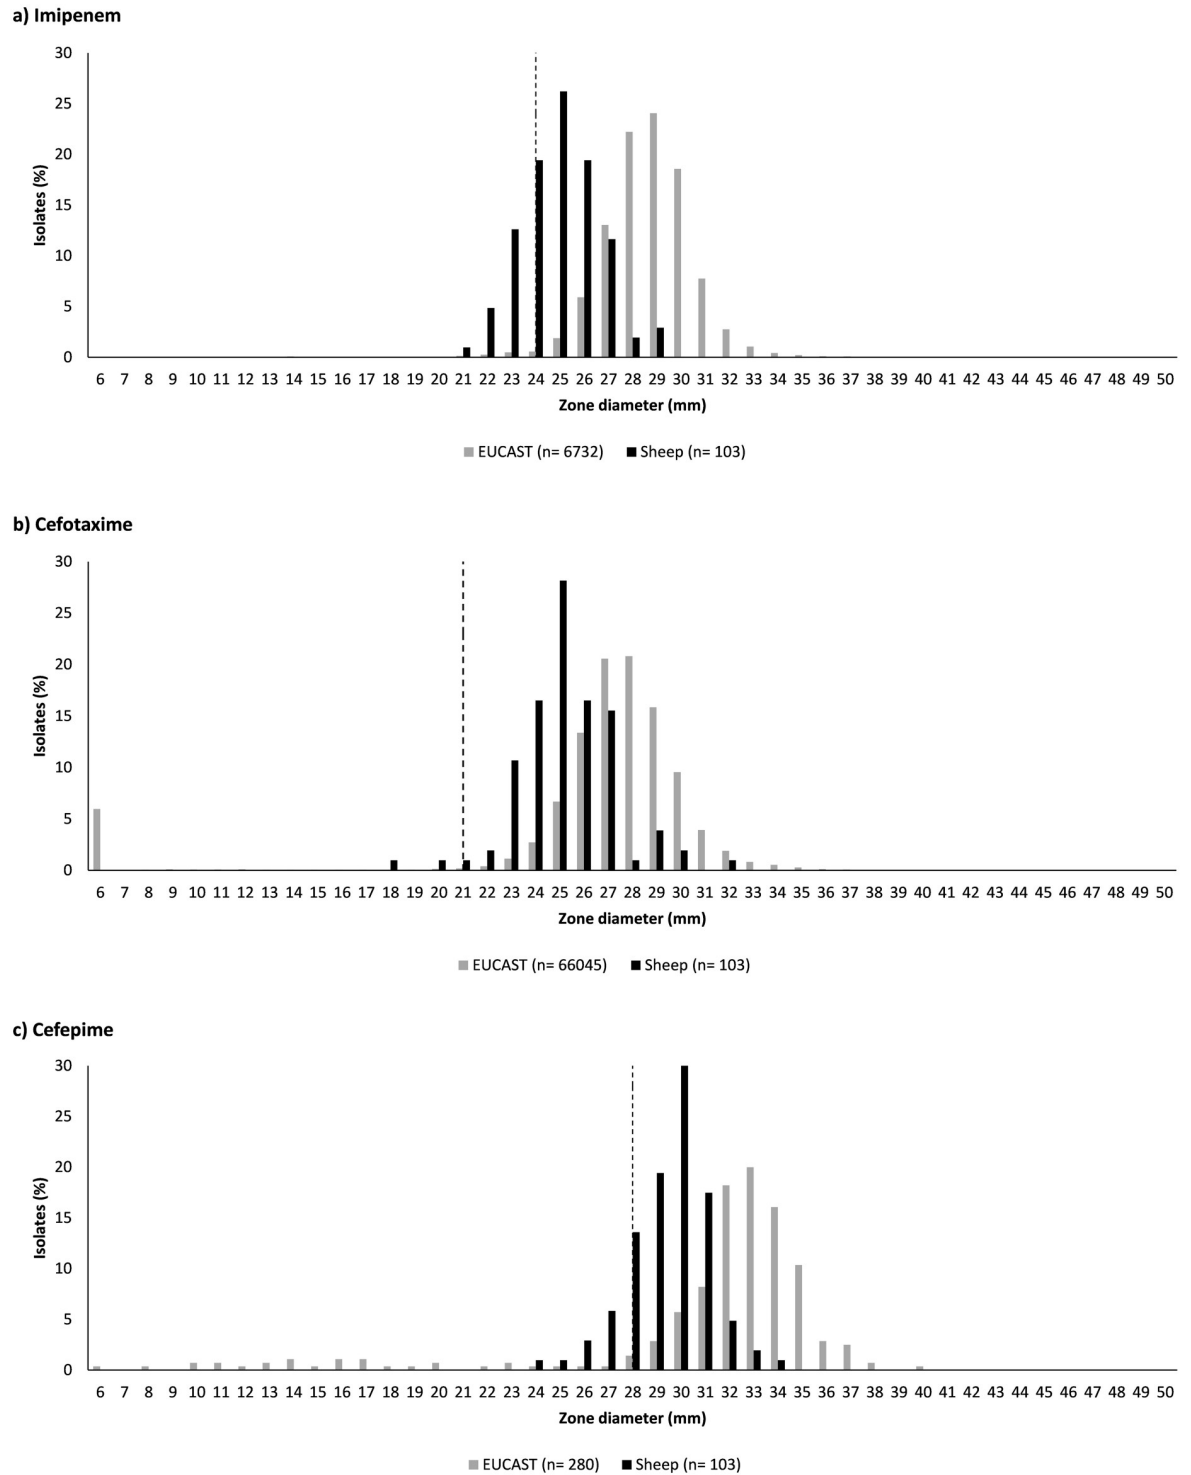 a) Imipenem
30
25
20
15
10
5
0
Isolates (%)
6 7 8 9 10 11 12 13 14 15 16 17 18 19 20 21 22 23 24 25 26 27 28 29 30 31 32 33 34 35 36 37 38 39 40 41 42 43 44 45 46 47 48 49 50
Zone diameter (mm)
EUCAST (n= 6732) Sheep (n= 103)
b) Cefotaxime
30
25
20
15
10
5
0
Isolates (%)
6 7 8 9 10 11 12 13 14 15 16 17 18 19 20 21 22 23 24 25 26 27 28 29 30 31 32 33 34 35 36 37 38 39 40 41 42 43 44 45 46 47 48 49 50
Zone diameter (mm)
EUCAST (n= 66045) Sheep (n= 103)
c) Cefepime
30
25
20
15
10
5
0
Isolates (%)
6 7 8 9 10 11 12 13 14 15 16 17 18 19 20 21 22 23 24 25 26 27 28 29 30 31 32 33 34 35 36 37 38 39 40 41 42 43 44 45 46 47 48 49 50
Zone diameter (mm)
EUCAST (n= 280) Sheep (n= 103)